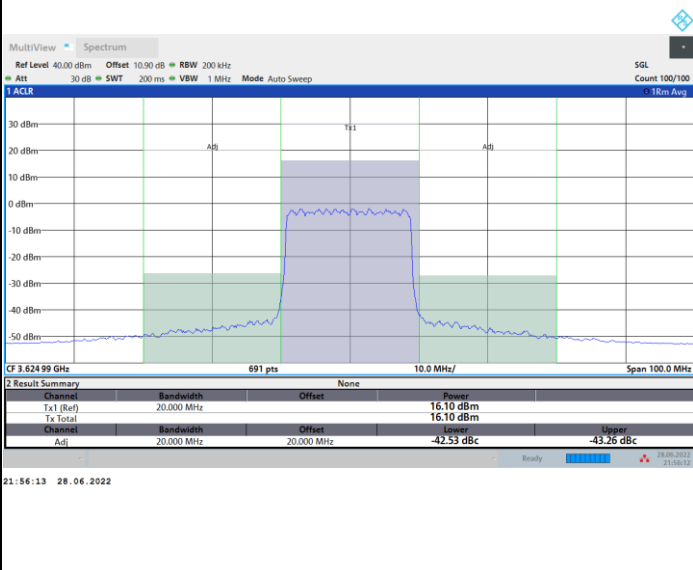 MultiView Spectrum
Ref Level 40.00 dBm Offset 10.90 dB RBW 200 kHz SGL
Att 30 dB SWT 200 ms VBW 1 MHz Mode Auto Sweep Count 100/100
1 ACLR 1Rm Avg
30 dBm
Tx1
20 dBm
Adj Adj
10 dBm
0 dBm
-10 dBm
-20 dBm
-30 dBm
-40 dBm
-50 dBm
CF 3.624 99 GHz 691 pts 10.0 MHz/ Span 100.0 MHz
2 Result Summary None
Channel Bandwidth Offset Power
Tx1 (Ref) 20.000 MHz 16.10 dBm
Tx Total 16.10 dBm
Channel Bandwidth Offset Lower Upper
Adj 20.000 MHz 20.000 MHz -42.53 dBc -43.26 dBc
Ready 28.06.2022
21:56:12
21:56:13 28.06.2022